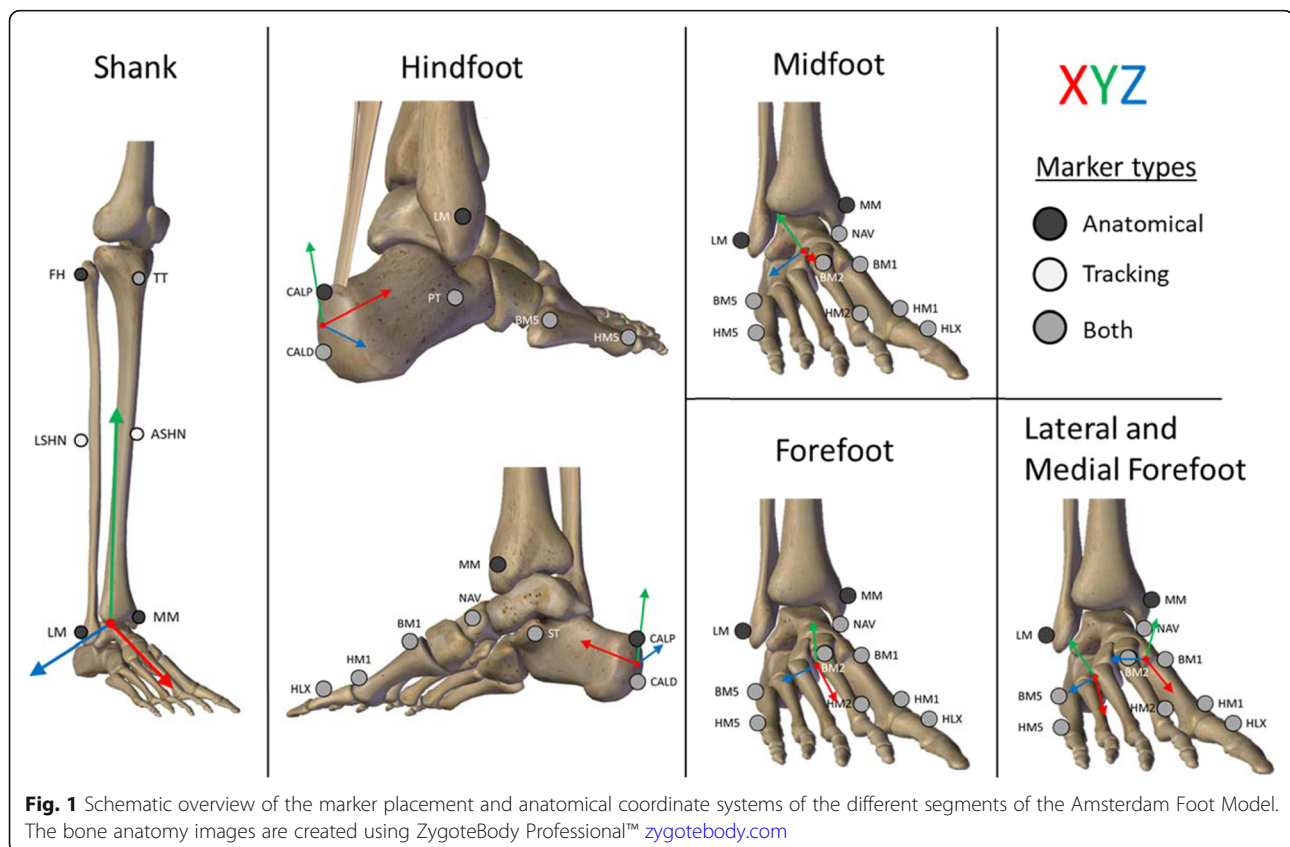 Shank
FH
TT
LSHN
ASHN
LM
MM
Hindfoot
LM
CALP
PT
CALD
BM5
HM5
MM
NAV
BM1
ST
CALP
HM1
CALD
HLX
Midfoot
MM
LM
NAV
BM2
BM1
BM5
HM2
HM1
HM5
HLX
XYZ
Marker types
Anatomical
Tracking
Both
Forefoot
MM
LM
NAV
BM2
BM1
BM5
HM2
HM1
HM5
HLX
Lateral and
Medial Forefoot
MM
LM
NAV
BM2
BM1
BM5
HM2
HM1
HM5
HLX
Fig. 1 Schematic overview of the marker placement and anatomical coordinate systems of the different segments of the Amsterdam Foot Model.
The bone anatomy images are created using ZygoteBody Professional™ zygotebody.com